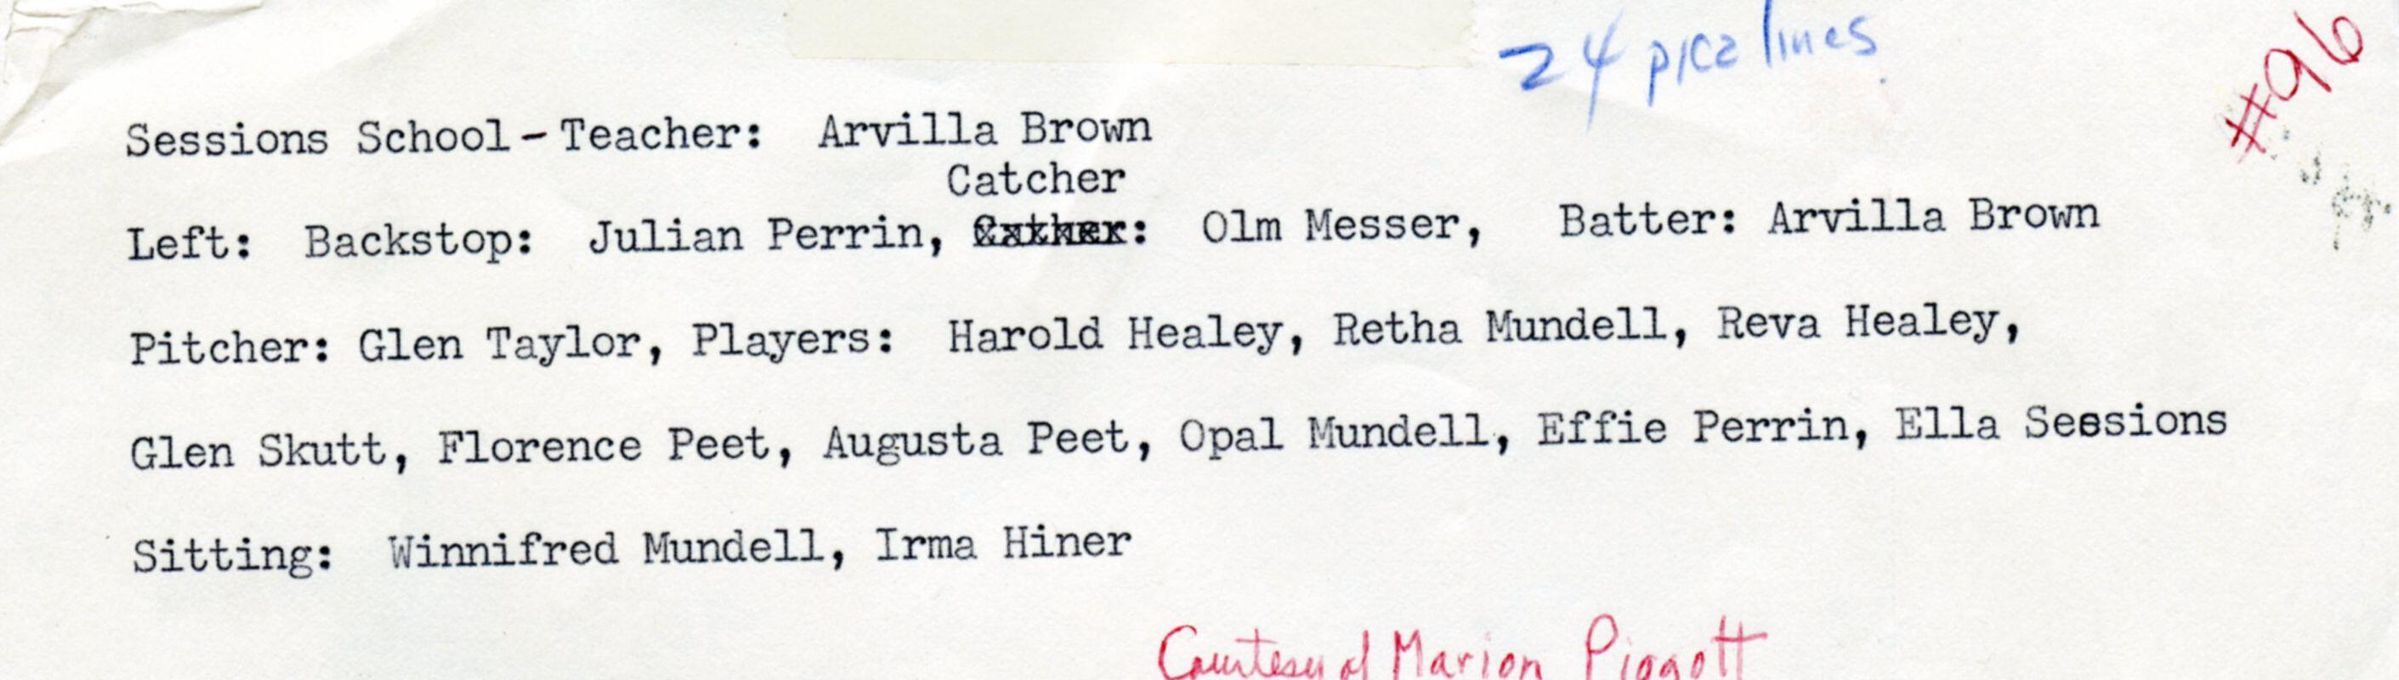 24 pica lines
#96
Sessions School - Teacher: Arvilla Brown
Catcher
Left: Backstop: Julian Perrin, Cather: Olm Messer, Batter: Arvilla Brown
Pitcher: Glen Taylor, Players: Harold Healey, Retha Mundell, Reva Healey,
Glen Skutt, Florence Peet, Augusta Peet, Opal Mundell, Effie Perrin, Ella Sessions
Sitting: Winnifred Mundell, Irma Hiner
Courtesy of Marion Piggott